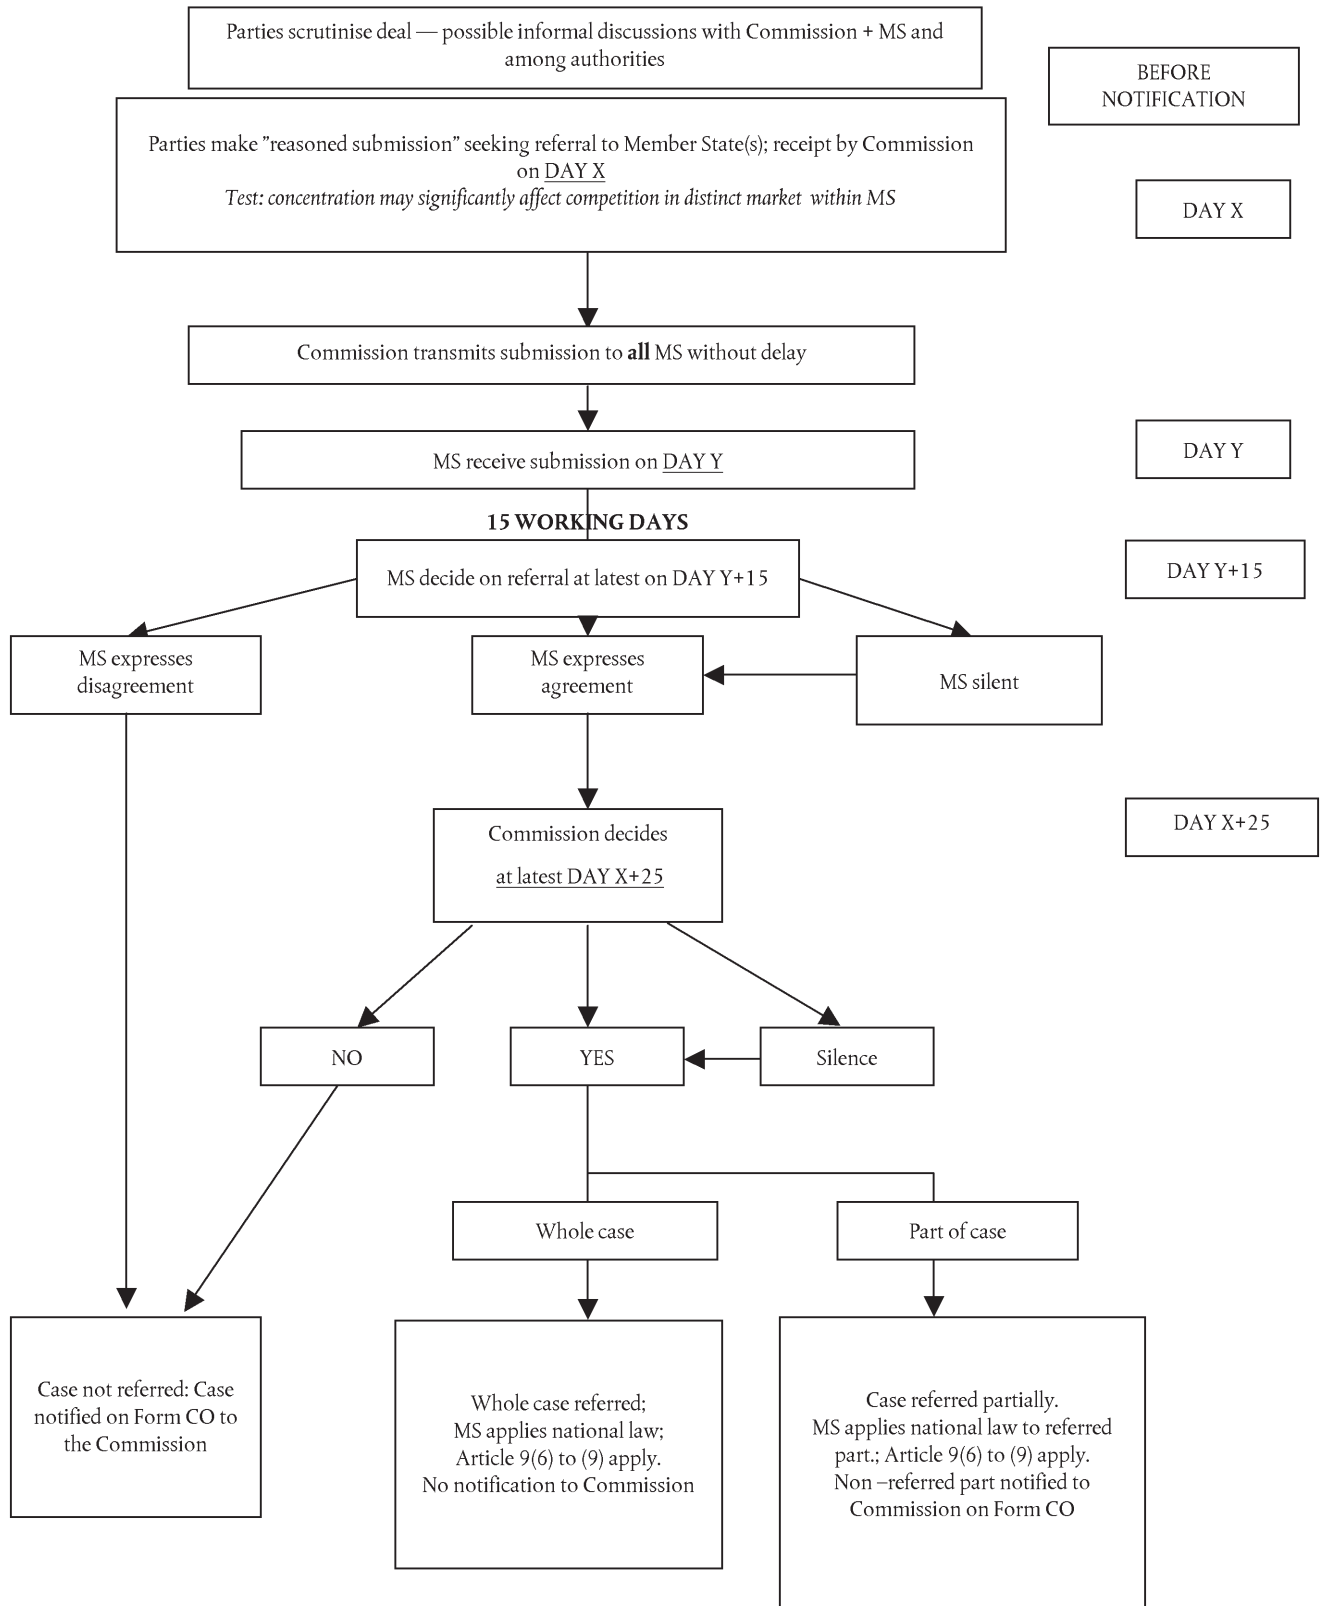 Parties scrutinise deal — possible informal discussions with Commission + MS and
among authorities
BEFORE
NOTIFICATION
Parties make ”reasoned submission” seeking referral to Member State(s); receipt by Commission
on DAY X
Test: concentration may significantly affect competition in distinct market within MS
DAY X
Commission transmits submission to all MS without delay
MS receive submission on DAY Y
DAY Y
15 WORKING DAYS
MS decide on referral at latest on DAY Y+15
DAY Y+15
MS expresses
disagreement
MS expresses
agreement
MS silent
Commission decides
at latest DAY X+25
DAY X+25
NO
YES
Silence
Whole case
Part of case
Case not referred: Case
notified on Form CO to
the Commission
Whole case referred;
MS applies national law;
Article 9(6) to (9) apply.
No notification to Commission
Case referred partially.
MS applies national law to referred
part.; Article 9(6) to (9) apply.
Non –referred part notified to
Commission on Form CO